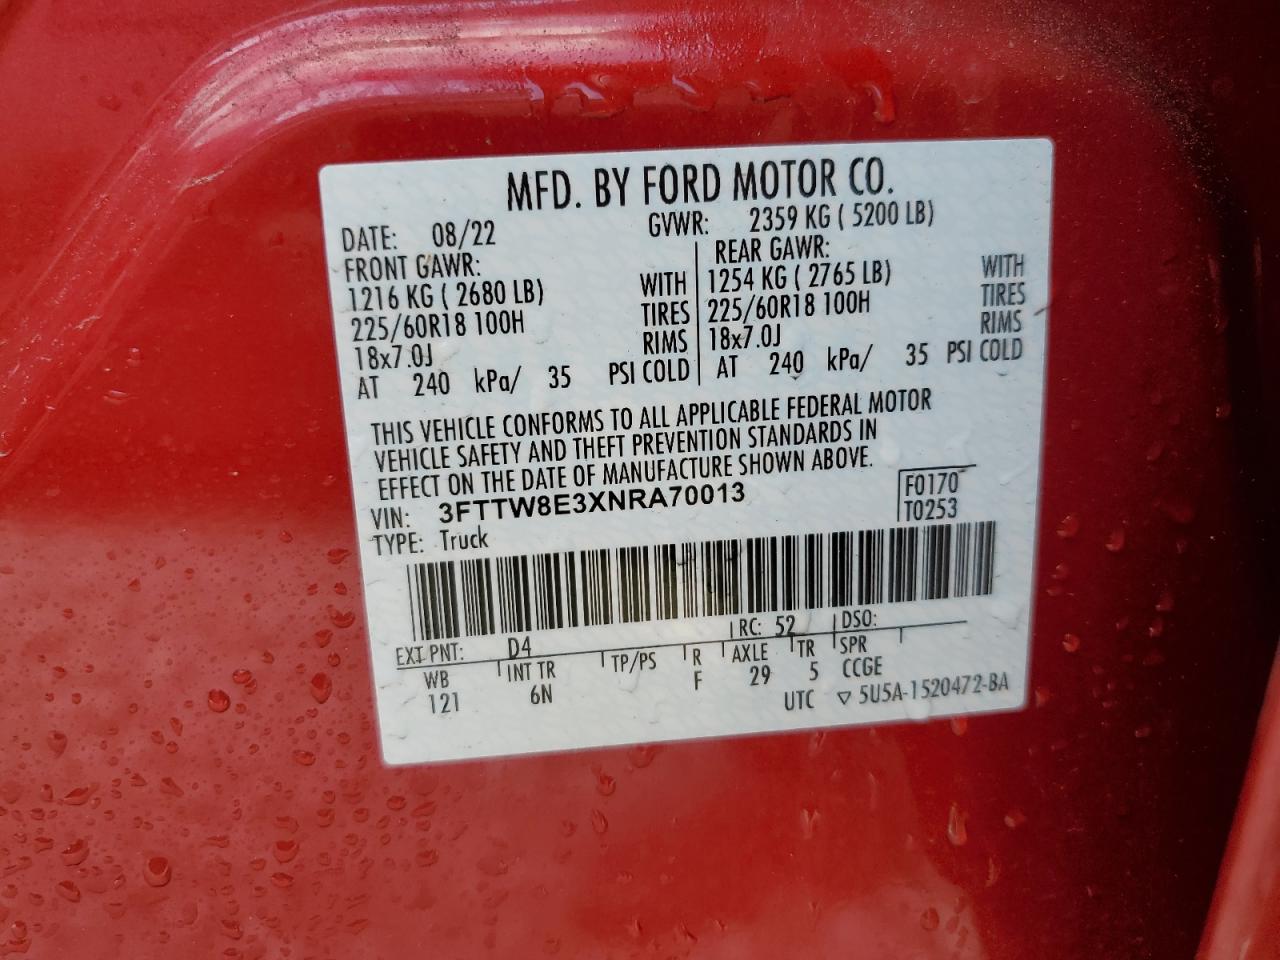 MFD. BY FORD MOTOR CO.
DATE: 08/22 GVWR: 2359 KG ( 5200 LB)
FRONT GAWR: REAR GAWR:
1216 KG ( 2680 LB) WITH 1254 KG ( 2765 LB) WITH
225/60R18 100H TIRES 225/60R18 100H TIRES
18x7.0J RIMS 18x7.0J RIMS
AT 240 kPa/ 35 PSI COLD AT 240 kPa/ 35 PSI COLD
THIS VEHICLE CONFORMS TO ALL APPLICABLE FEDERAL MOTOR
VEHICLE SAFETY AND THEFT PREVENTION STANDARDS IN
EFFECT ON THE DATE OF MANUFACTURE SHOWN ABOVE.
VIN: 3FTTW8E3XNRA70013 F0170
TYPE: Truck T0253
EXT PNT: D4 RC: 52 DSO:
WB INT TR TP/PS R AXLE TR SPR
121 6N F 29 5 CCGE
UTC ▽ 5U5A-1520472-BA